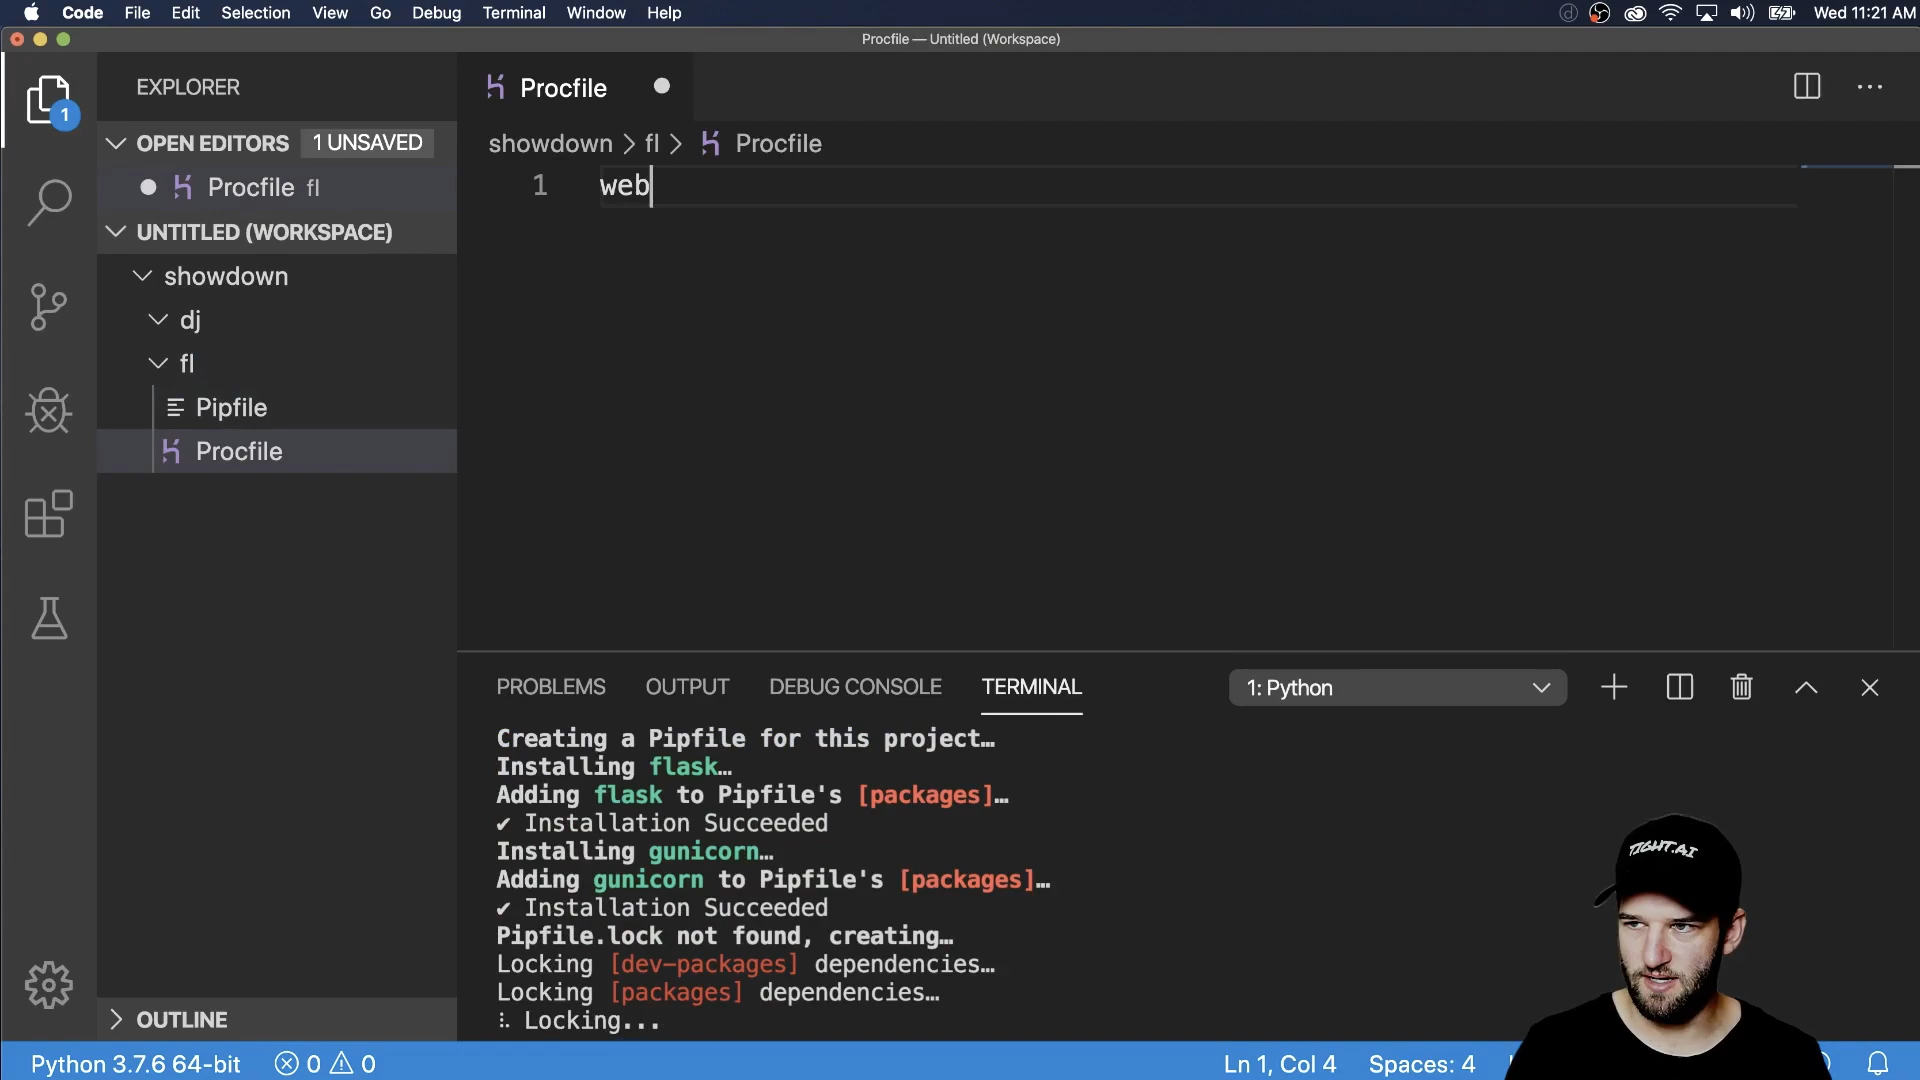 Code File Edit Selection View Go Debug Terminal Window Help
Wed 11:21 AM
Procfile — Untitled (Workspace)
EXPLORER
OPEN EDITORS 1 UNSAVED
Procfile fl
UNTITLED (WORKSPACE)
showdown
dj
fl
Pipfile
Procfile
OUTLINE
1
Procfile
showdown > fl > Procfile
1 web
PROBLEMS OUTPUT DEBUG CONSOLE TERMINAL
1: Python
Creating a Pipfile for this project…
Installing flask…
Adding flask to Pipfile's [packages]…
✔ Installation Succeeded
Installing gunicorn…
Adding gunicorn to Pipfile's [packages]…
✔ Installation Succeeded
Pipfile.lock not found, creating…
Locking [dev-packages] dependencies…
Locking [packages] dependencies…
Locking...
TIGHT.AI
Python 3.7.6 64-bit 0 0
Ln 1, Col 4 Spaces: 4